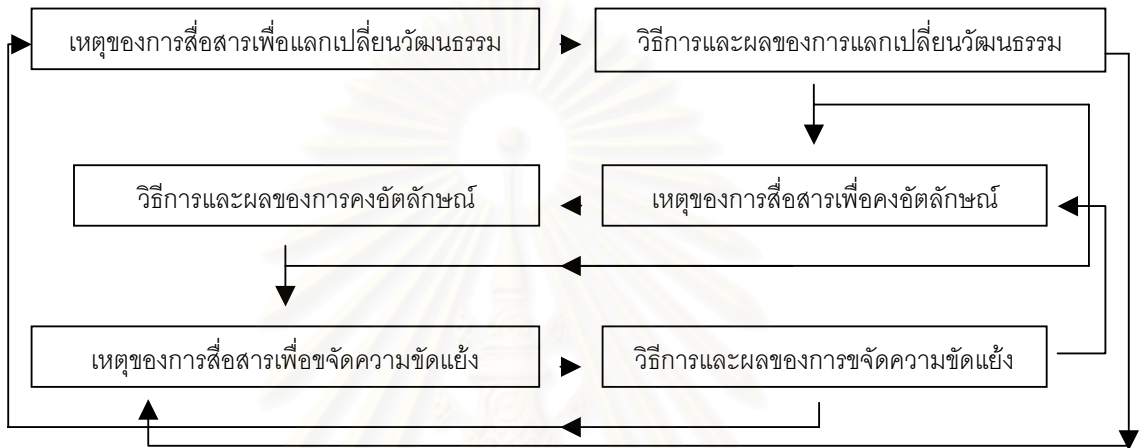 เหตุของการสื่อสารเพื่อแลกเปลี่ยนวัฒนธรรม
วิธีการและผลของการแลกเปลี่ยนวัฒนธรรม
วิธีการและผลของการคงอัตลักษณ์
เหตุของการสื่อสารเพื่อคงอัตลักษณ์
เหตุของการสื่อสารเพื่อขจัดความขัดแย้ง
วิธีการและผลของการขจัดความขัดแย้ง